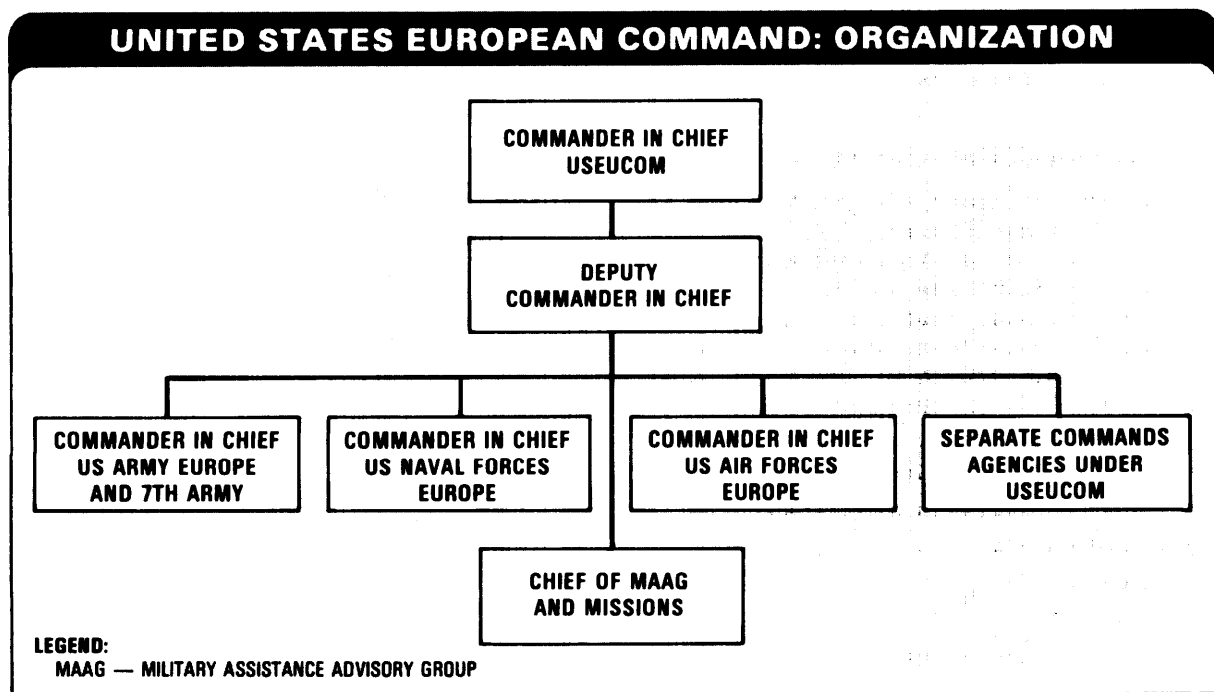 UNITED STATES EUROPEAN COMMAND: ORGANIZATION
COMMANDER IN CHIEF
USEUCOM
DEPUTY
COMMANDER IN CHIEF
COMMANDER IN CHIEF
US ARMY EUROPE
AND 7TH ARMY
COMMANDER IN CHIEF
US NAVAL FORCES
EUROPE
COMMANDER IN CHIEF
US AIR FORCES
EUROPE
SEPARATE COMMANDS
AGENCIES UNDER
USEUCOM
CHIEF OF MAAG
AND MISSIONS
LEGEND:
MAAG — MILITARY ASSISTANCE ADVISORY GROUP